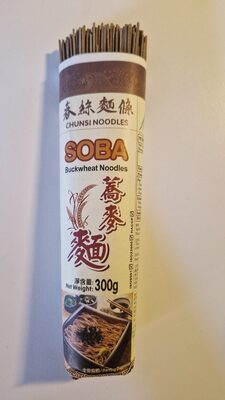 春絲麵條
CHUNSI NOODLES
SOBA
Buckwheat Noodles
蕎麥麵
淨含量:
Net Weight: 300g